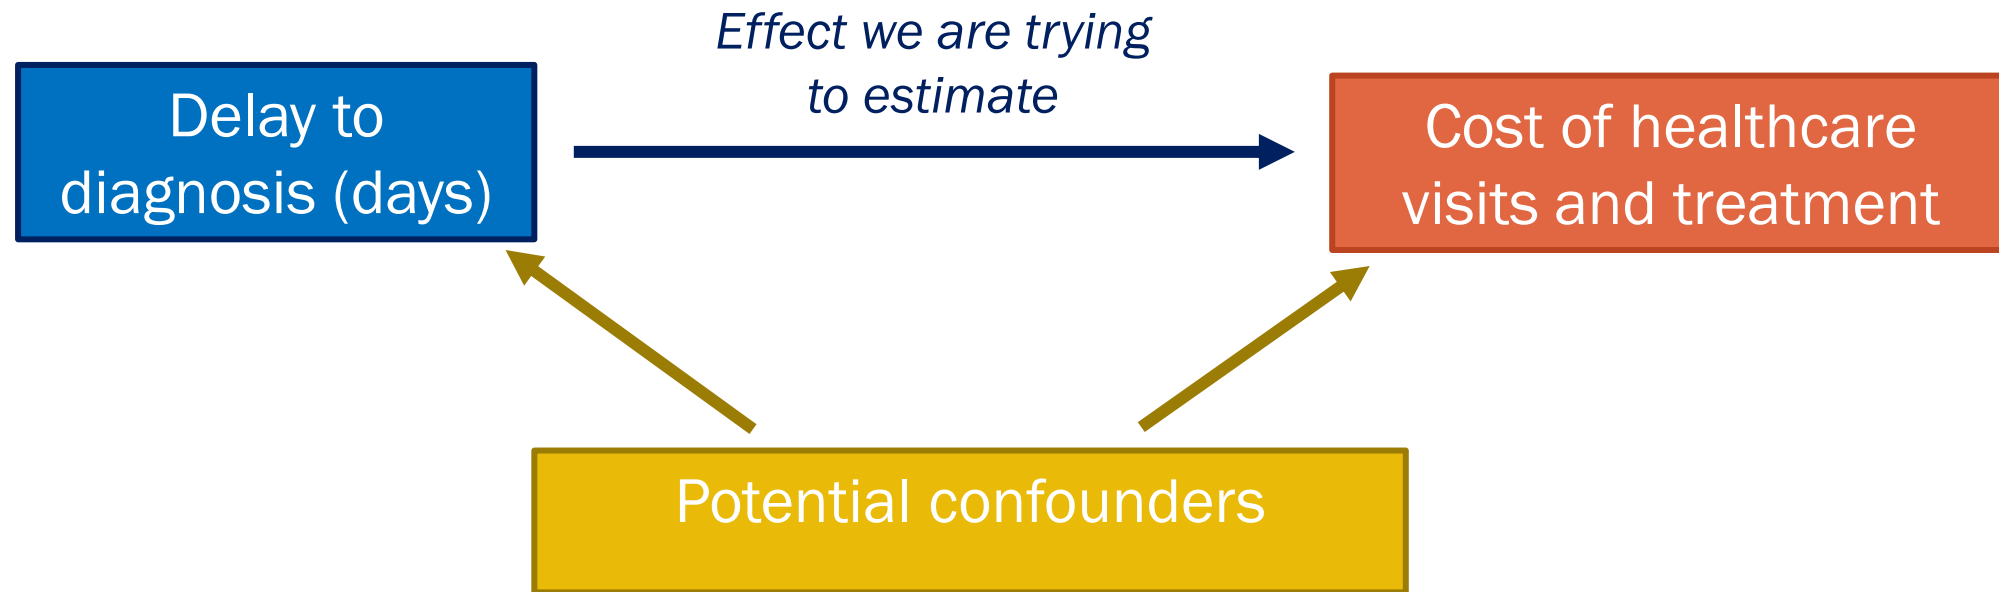 Effect we are trying
to estimate
Delay to
diagnosis (days)
Cost of healthcare
visits and treatment
Potential confounders